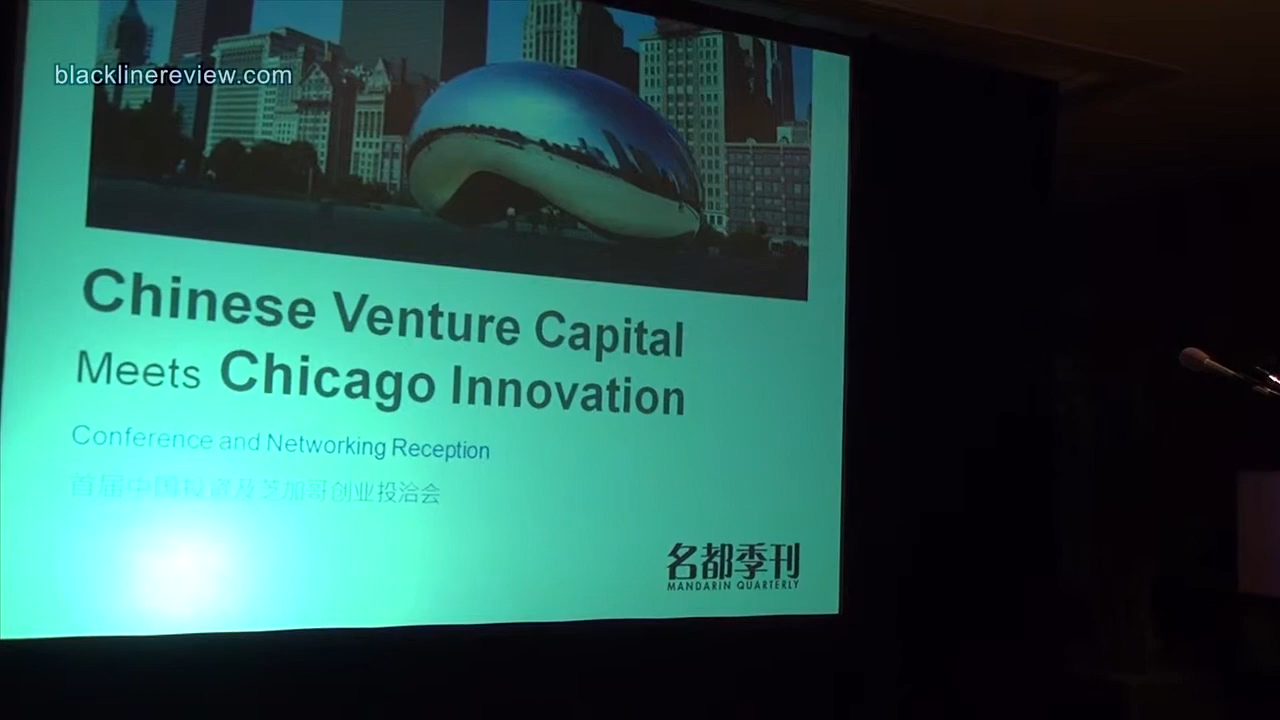 blacklinereview.com
Chinese Venture Capital
Meets Chicago Innovation
Conference and Networking Reception
首届中国投资及芝加哥创业投洽会
名都季刊
MANDARIN QUARTERLY